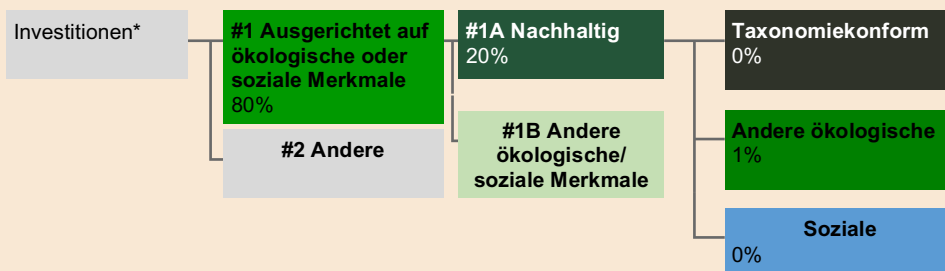 Investitionen*
#1 Ausgerichtet auf
ökologische oder
soziale Merkmale
80%
#2 Andere
#1A Nachhaltig
20%
#1B Andere
ökologische/
soziale Merkmale
Taxonomiekonform
0%
Andere ökologische
1%
Soziale
0%